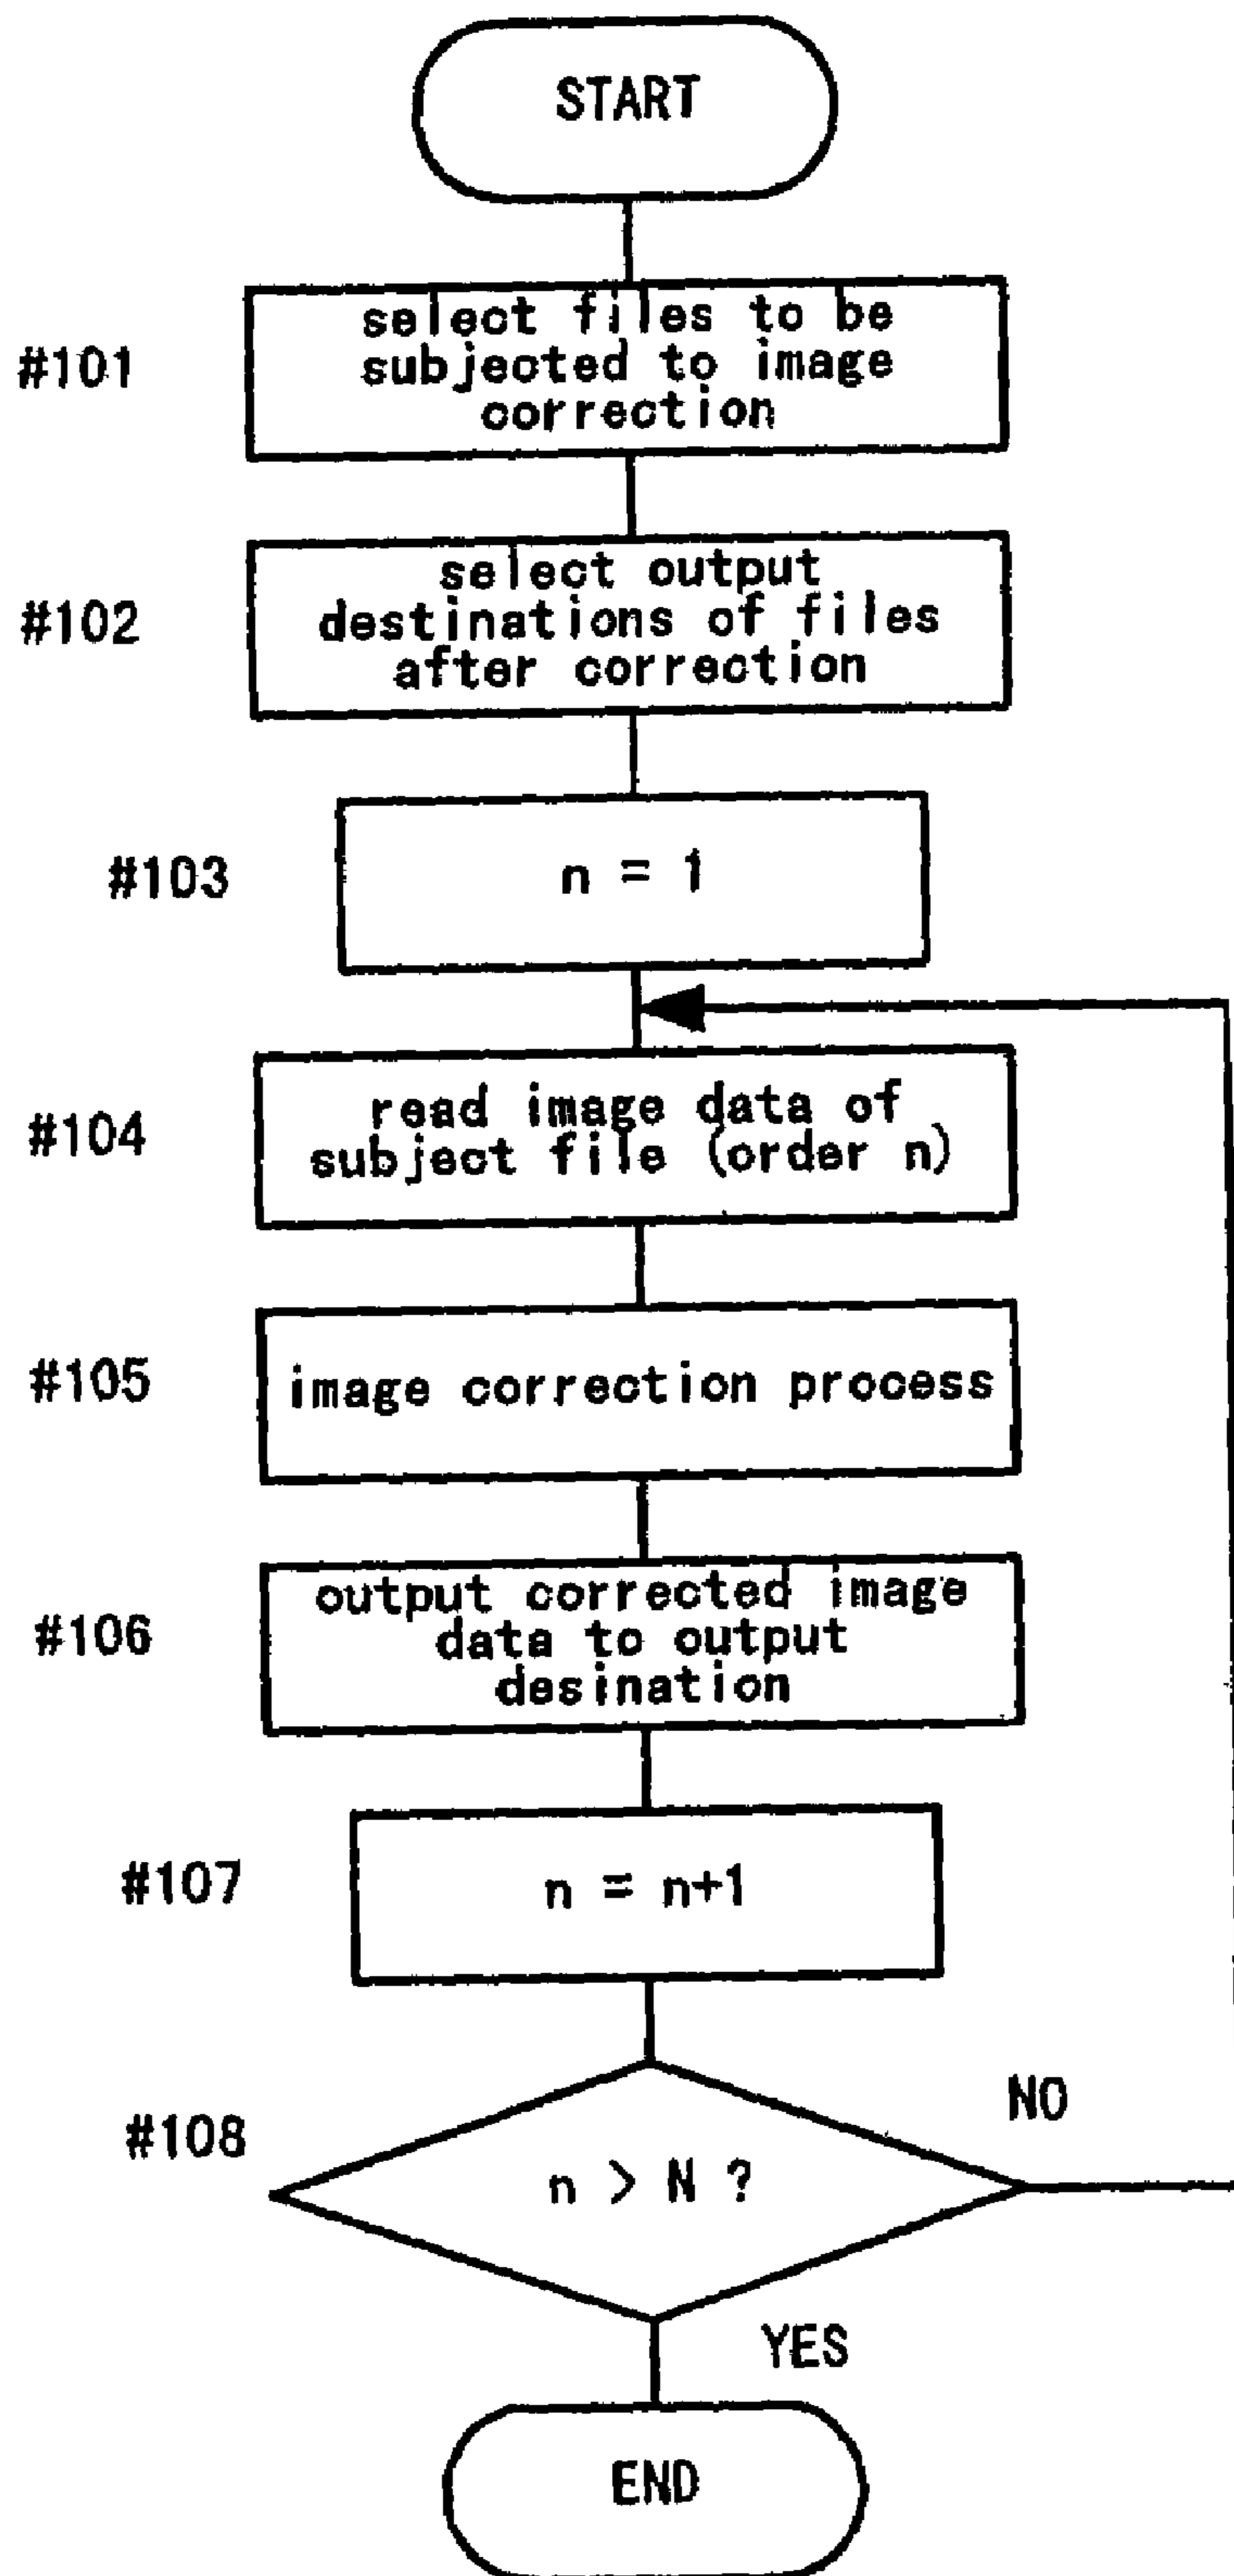 START
#101
select files to be
subjected to image
correction
#102
select output
destinations of files
after correction
#103
n = 1
#104
read image data of
subject file (order n)
#105
image correction process
#106
output corrected image
data to output
desination
#107
n = n+1
#108
n > N ?
NO
YES
END